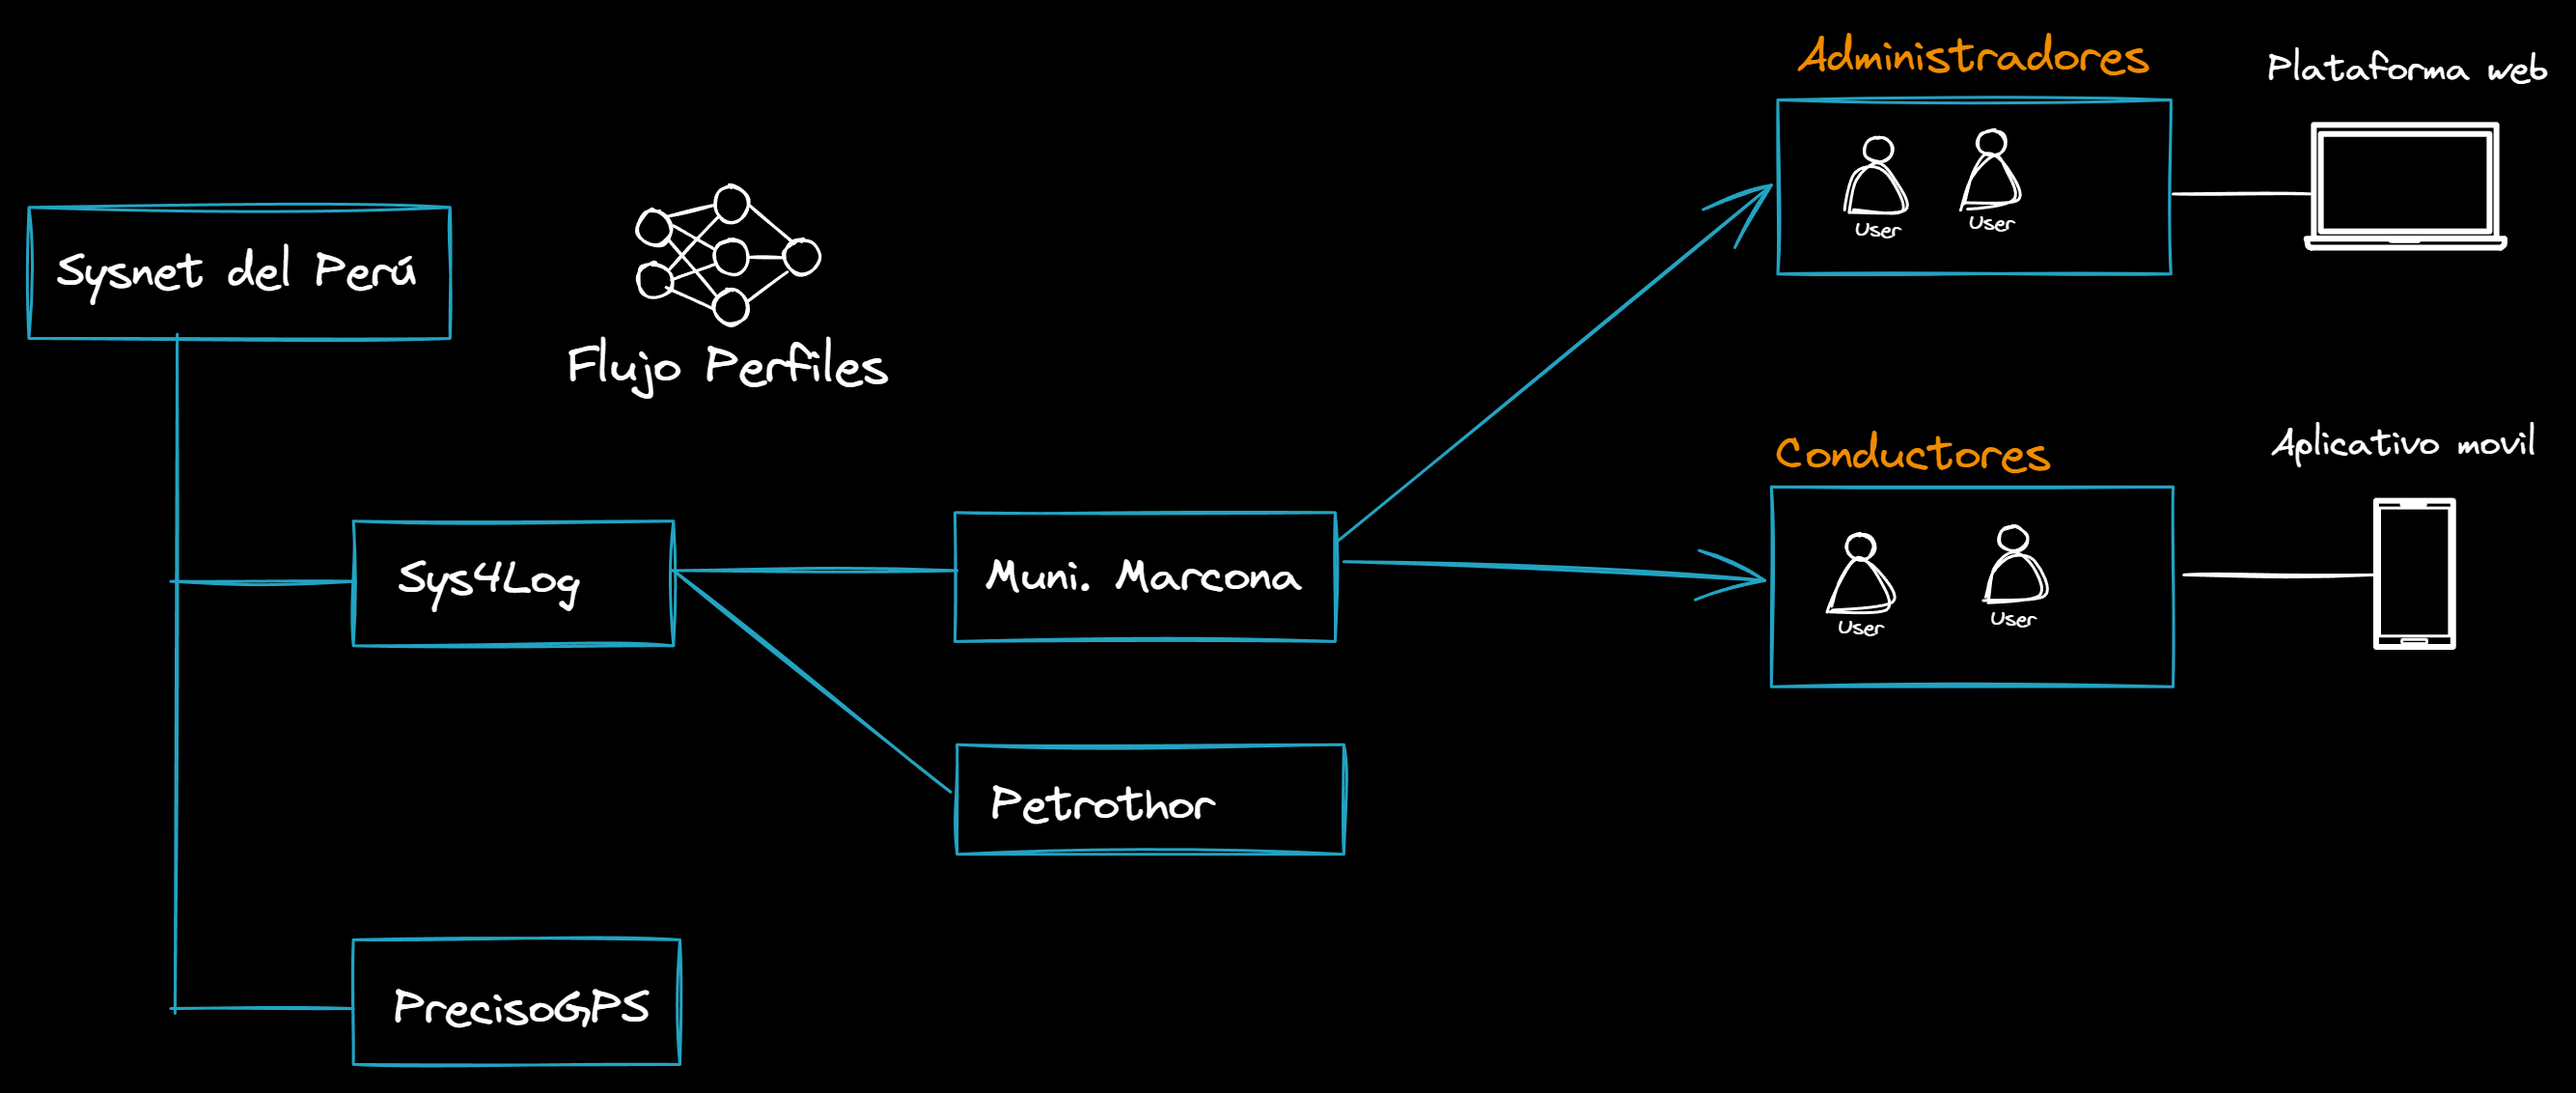 Administradores
Plataforma web
User
User
Sysnet del Perú
Flujo Perfiles
Conductores
Aplicativo movil
Sys4Log
Muni. Marcona
User
User
Petrothor
PrecisoGPS